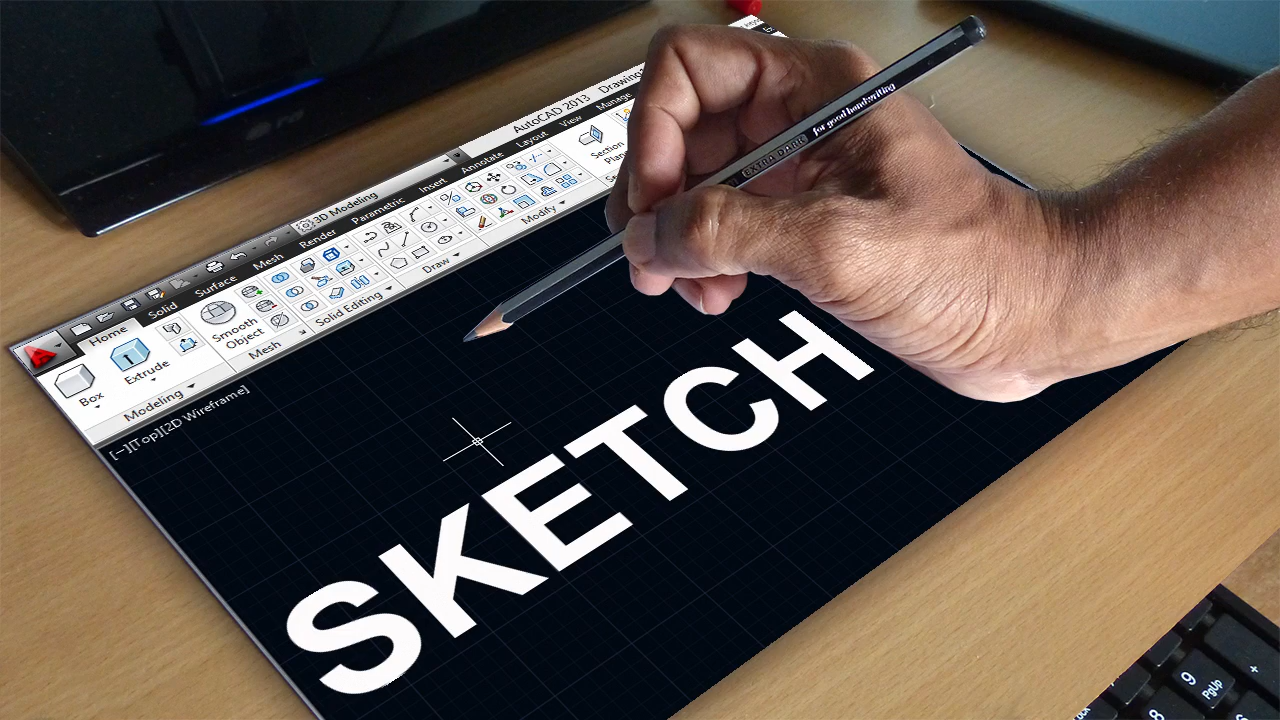 LG
AutoCAD 2013 Drawing
3D Modeling
Home Solid Surface Mesh Render Parametric Insert Annotate Layout View Manage
Box
Extrude
Smooth
Object
Section
Plan
Modeling
Mesh
Solid Editing
Draw
Modify
[−][Top][2D Wireframe]
EXTRA DARK for good handwriting
SKETCH
9
PgUp
+
8